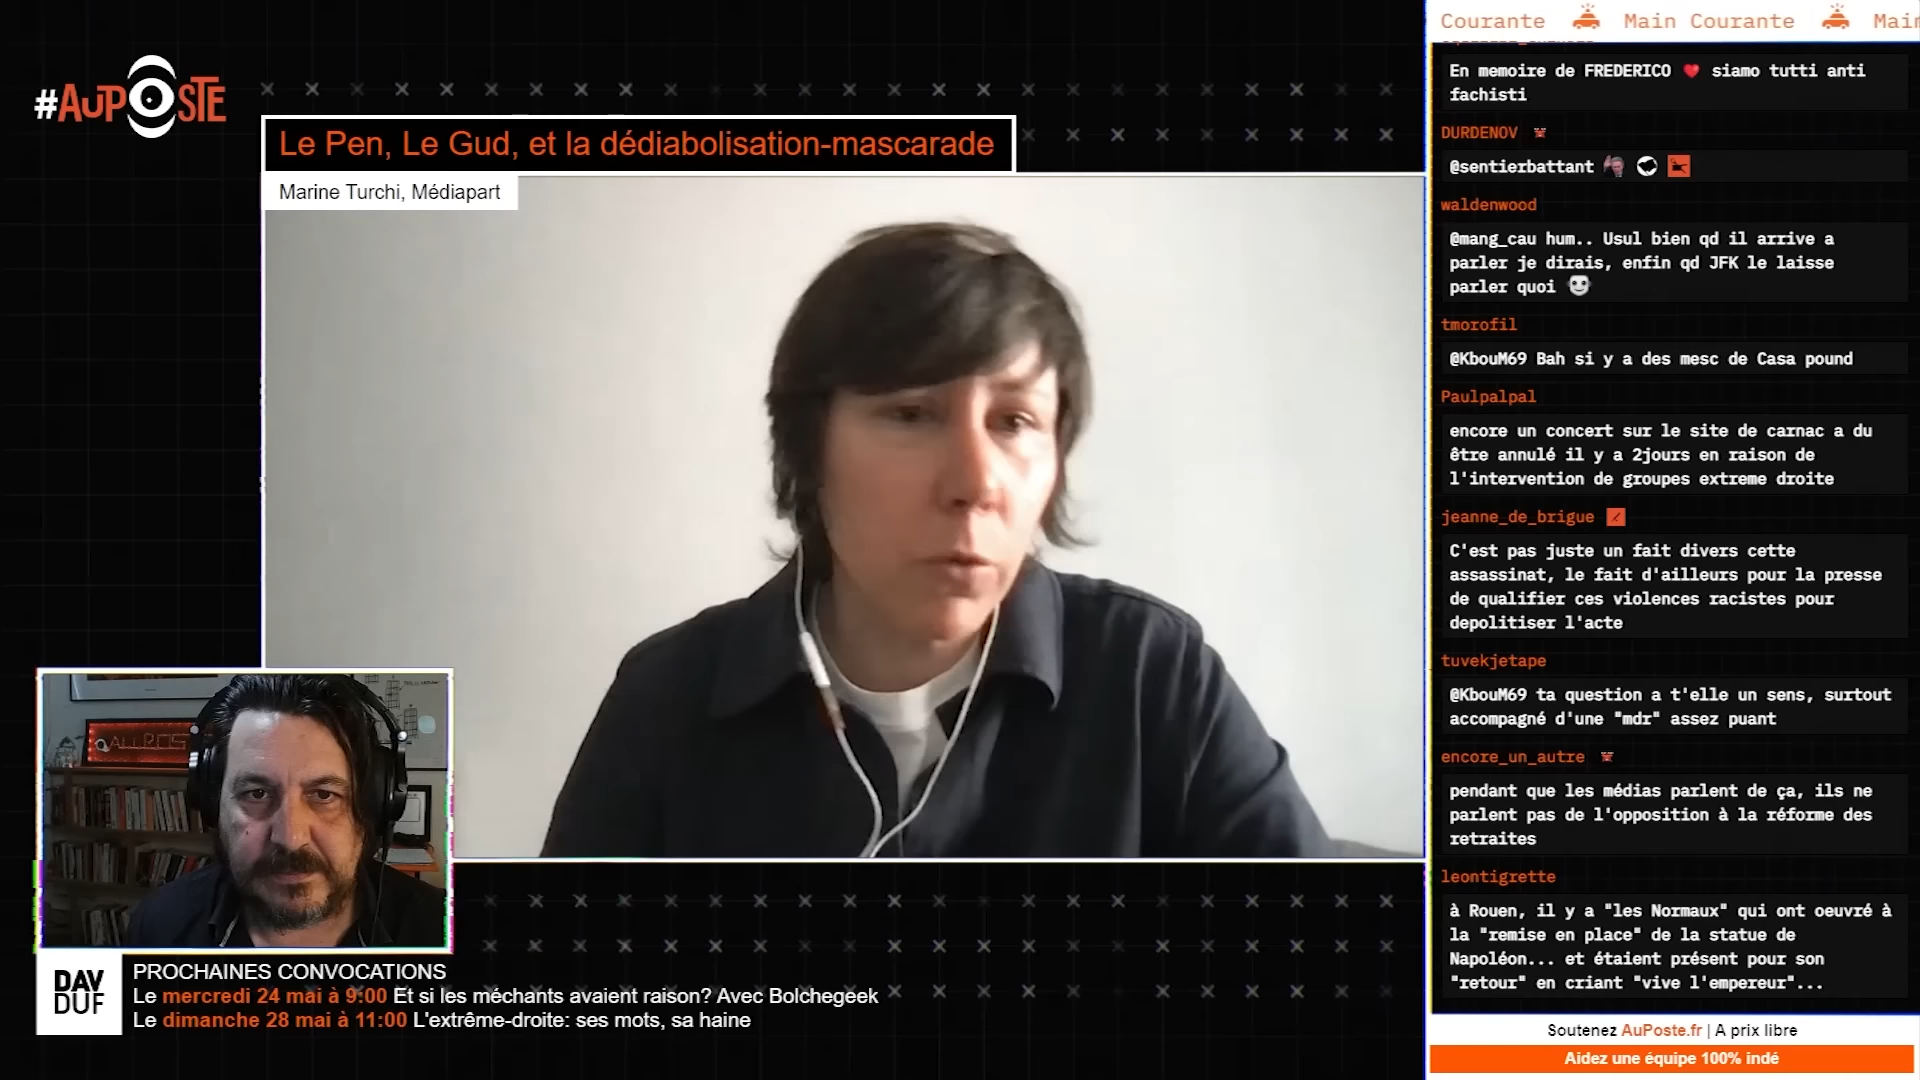 #AUPOSTE
Le Pen, Le Gud, et la dédiabolisation-mascarade
Marine Turchi, Médiapart
DAV
DUF
PROCHAINES CONVOCATIONS
Le mercredi 24 mai à 9:00 Et si les méchants avaient raison? Avec Bolchegeek
Le dimanche 28 mai à 11:00 L'extrême-droite: ses mots, sa haine
Courante Main Courante Main
En memoire de FREDERICO ❤ siamo tutti anti
fachisti
DURDENOV
@sentierbattant
waldenwood
@mang_cau hum.. Usul bien qd il arrive a
parler je dirais, enfin qd JFK le laisse
parler quoi
tmorofil
@KbouM69 Bah si y a des mesc de Casa pound
Paulpalpal
encore un concert sur le site de carnac a du
être annulé il y a 2jours en raison de
l'intervention de groupes extreme droite
jeanne_de_brigue
C'est pas juste un fait divers cette
assassinat, le fait d'ailleurs pour la presse
de qualifier ces violences racistes pour
depolitiser l'acte
tuvekjetape
@KbouM69 ta question a t'elle un sens, surtout
accompagné d'une "mdr" assez puant
encore_un_autre
pendant que les médias parlent de ça, ils ne
parlent pas de l'opposition à la réforme des
retraites
leontigrette
à Rouen, il y a "les Normaux" qui ont oeuvré à
la "remise en place" de la statue de
Napoléon... et étaient présent pour son
"retour" en criant "vive l'empereur"...
Soutenez AuPoste.fr | A prix libre
Aidez une équipe 100% indé